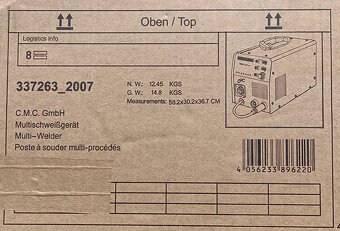 Oben / Top
Logistics Info
8
337263_2007
N. W.: 12.45 KGS
G. W.: 14.8 KGS
Measurements: 58.2x30.2x36.7 CM
C.M.C. GmbH
Multischweißgerät
Multi-Welder
Poste à souder multi-procédés
4 056233 896220